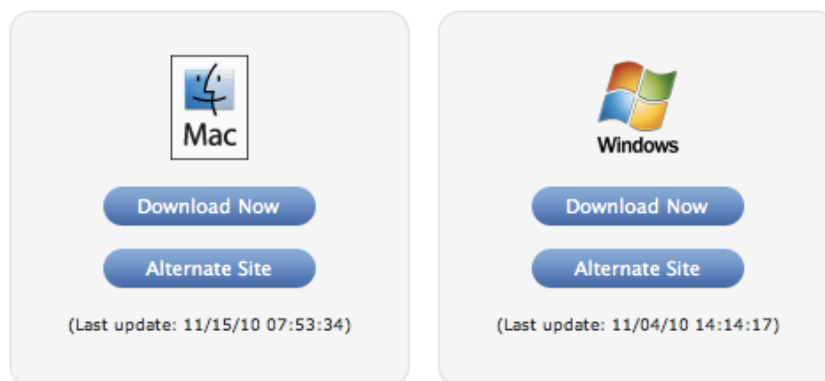 Mac
Download Now
Alternate Site
(Last update: 11/15/10 07:53:34)
Windows
Download Now
Alternate Site
(Last update: 11/04/10 14:14:17)